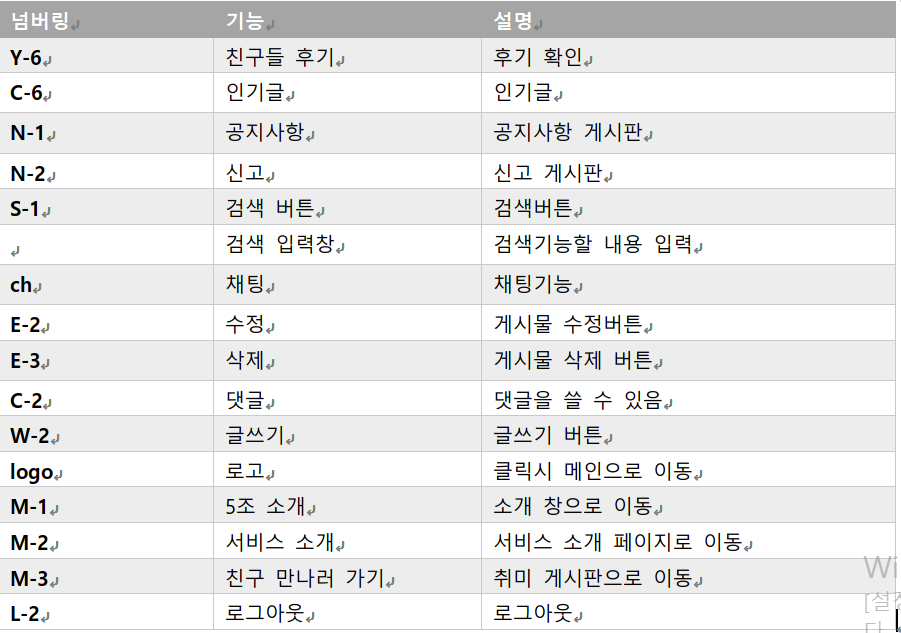 넘버링 기능 설명
Y-6 친구들 후기 후기 확인
C-6 인기글 인기글
N-1 공지사항 공지사항 게시판
N-2 신고 신고 게시판
S-1 검색 버튼 검색버튼
검색 입력창 검색기능할 내용 입력
ch 채팅 채팅기능
E-2 수정 게시물 수정버튼
E-3 삭제 게시물 삭제 버튼
C-2 댓글 댓글을 쓸 수 있음
W-2 글쓰기 글쓰기 버튼
logo 로고 클릭시 메인으로 이동
M-1 5조 소개 소개 창으로 이동
M-2 서비스 소개 서비스 소개 페이지로 이동
M-3 친구 만나러 가기 취미 게시판으로 이동
L-2 로그아웃 로그아웃